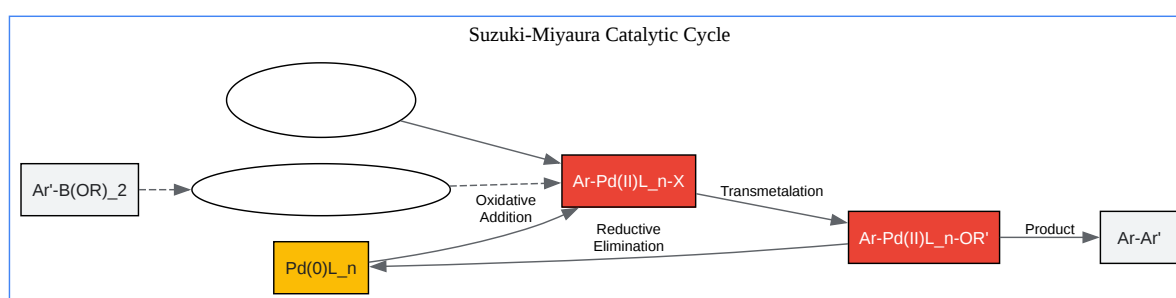 Suzuki-Miyaura Catalytic Cycle
Ar'-B(OR)_2
Ar-Pd(II)L_n-X
Oxidative
Addition
Transmetalation
Reductive
Elimination
Pd(0)L_n
Ar-Pd(II)L_n-OR'
Product
Ar-Ar'